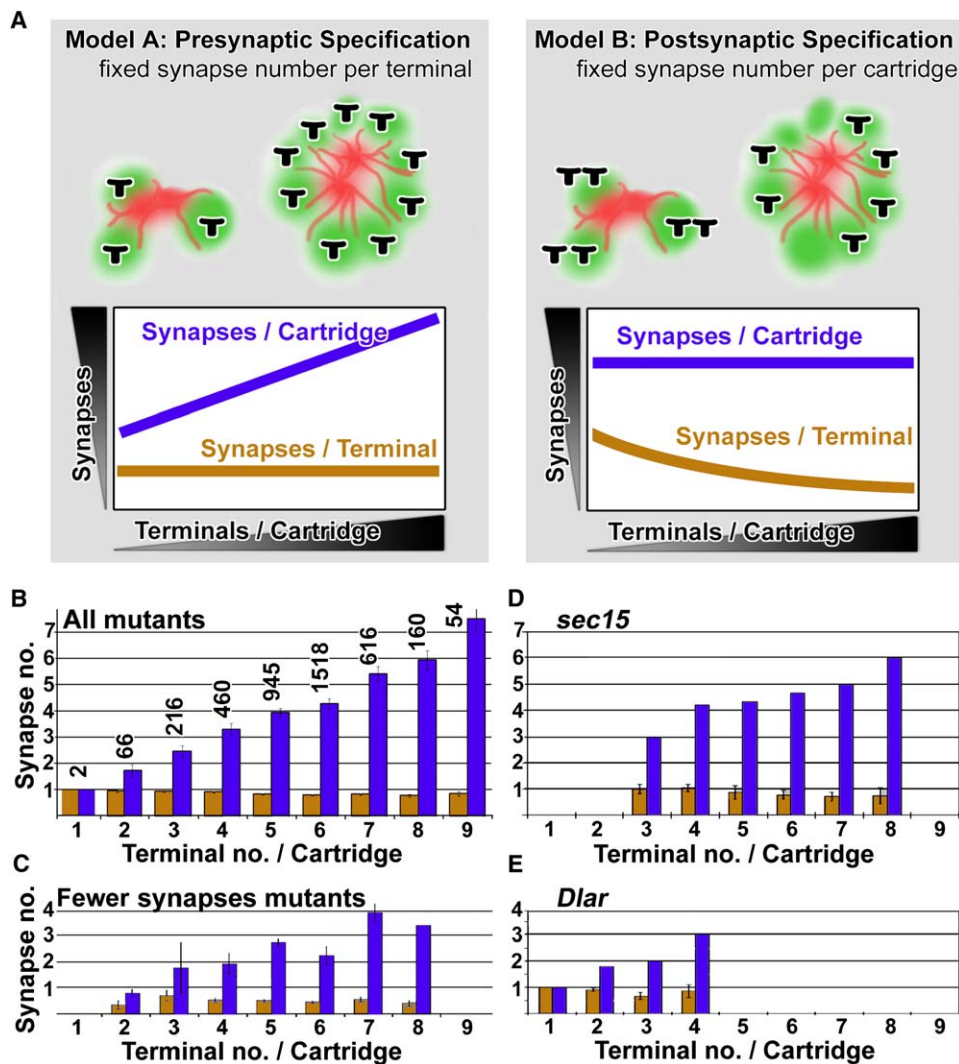 A
Model A: Presynaptic Specification
fixed synapse number per terminal
Synapses
Synapses / Cartridge
Synapses / Terminal
Terminals / Cartridge
Model B: Postsynaptic Specification
fixed synapse number per cartridge
Synapses
Synapses / Cartridge
Synapses / Terminal
Terminals / Cartridge
B
All mutants
Synapse no.
7
6
5
4
3
2
1
2
66
216
460
945
1518
616
160
54
1 2 3 4 5 6 7 8 9
Terminal no. / Cartridge
C
Fewer synapses mutants
Synapse no.
4
3
2
1
1 2 3 4 5 6 7 8 9
Terminal no. / Cartridge
D
sec15
7
6
5
4
3
2
1
1 2 3 4 5 6 7 8 9
Terminal no. / Cartridge
E
Dlar
4
3
2
1
1 2 3 4 5 6 7 8 9
Terminal no. / Cartridge